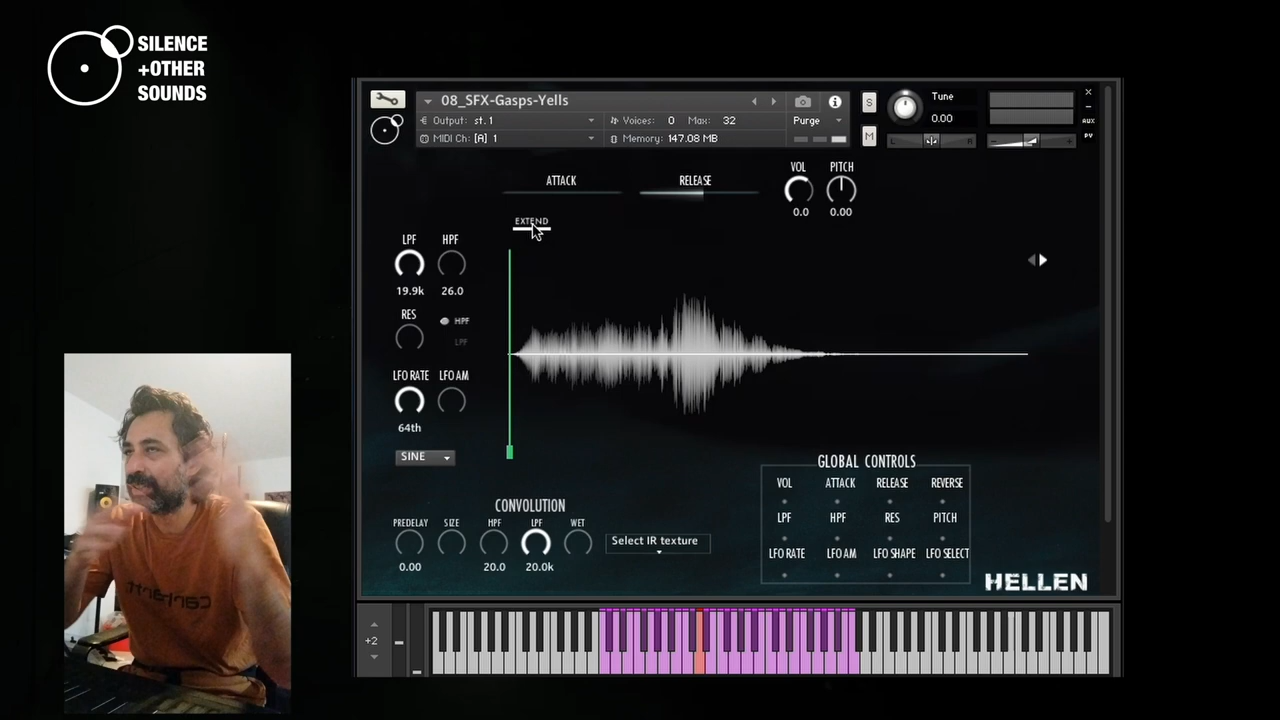 SILENCE
+OTHER
SOUNDS
08_SFX-Gasps-Yells
Output: st. 1
Voices: 0 Max: 32
Purge
MIDI Ch: [A] 1
Memory: 147.08 MB
S
M
Tune
0.00
L
R
AUX
PV
ATTACK
RELEASE
VOL
PITCH
0.0
0.00
EXTEND
LPF
HPF
19.9k
26.0
RES
HPF
LPF
LFO RATE
LFO AM
64th
SINE
CONVOLUTION
PREDELAY
SIZE
HPF
LPF
WET
0.00
20.0
20.0k
Select IR texture
GLOBAL CONTROLS
VOL
ATTACK
RELEASE
REVERSE
LPF
HPF
RES
PITCH
LFO RATE
LFO AM
LFO SHAPE
LFO SELECT
HELLEN
+2
carhartt